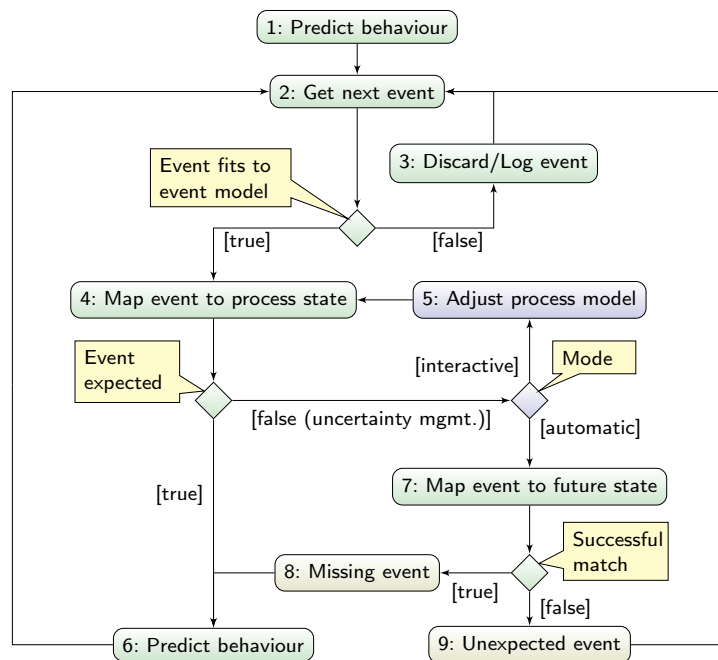 1: Predict behaviour
2: Get next event
3: Discard/Log event
Event fits to
event model
[true]
[false]
4: Map event to process state
5: Adjust process model
Event
expected
[interactive]
Mode
[false (uncertainty mgmt.)]
[automatic]
7: Map event to future state
[true]
Successful
match
8: Missing event
[true]
[false]
6: Predict behaviour
9: Unexpected event